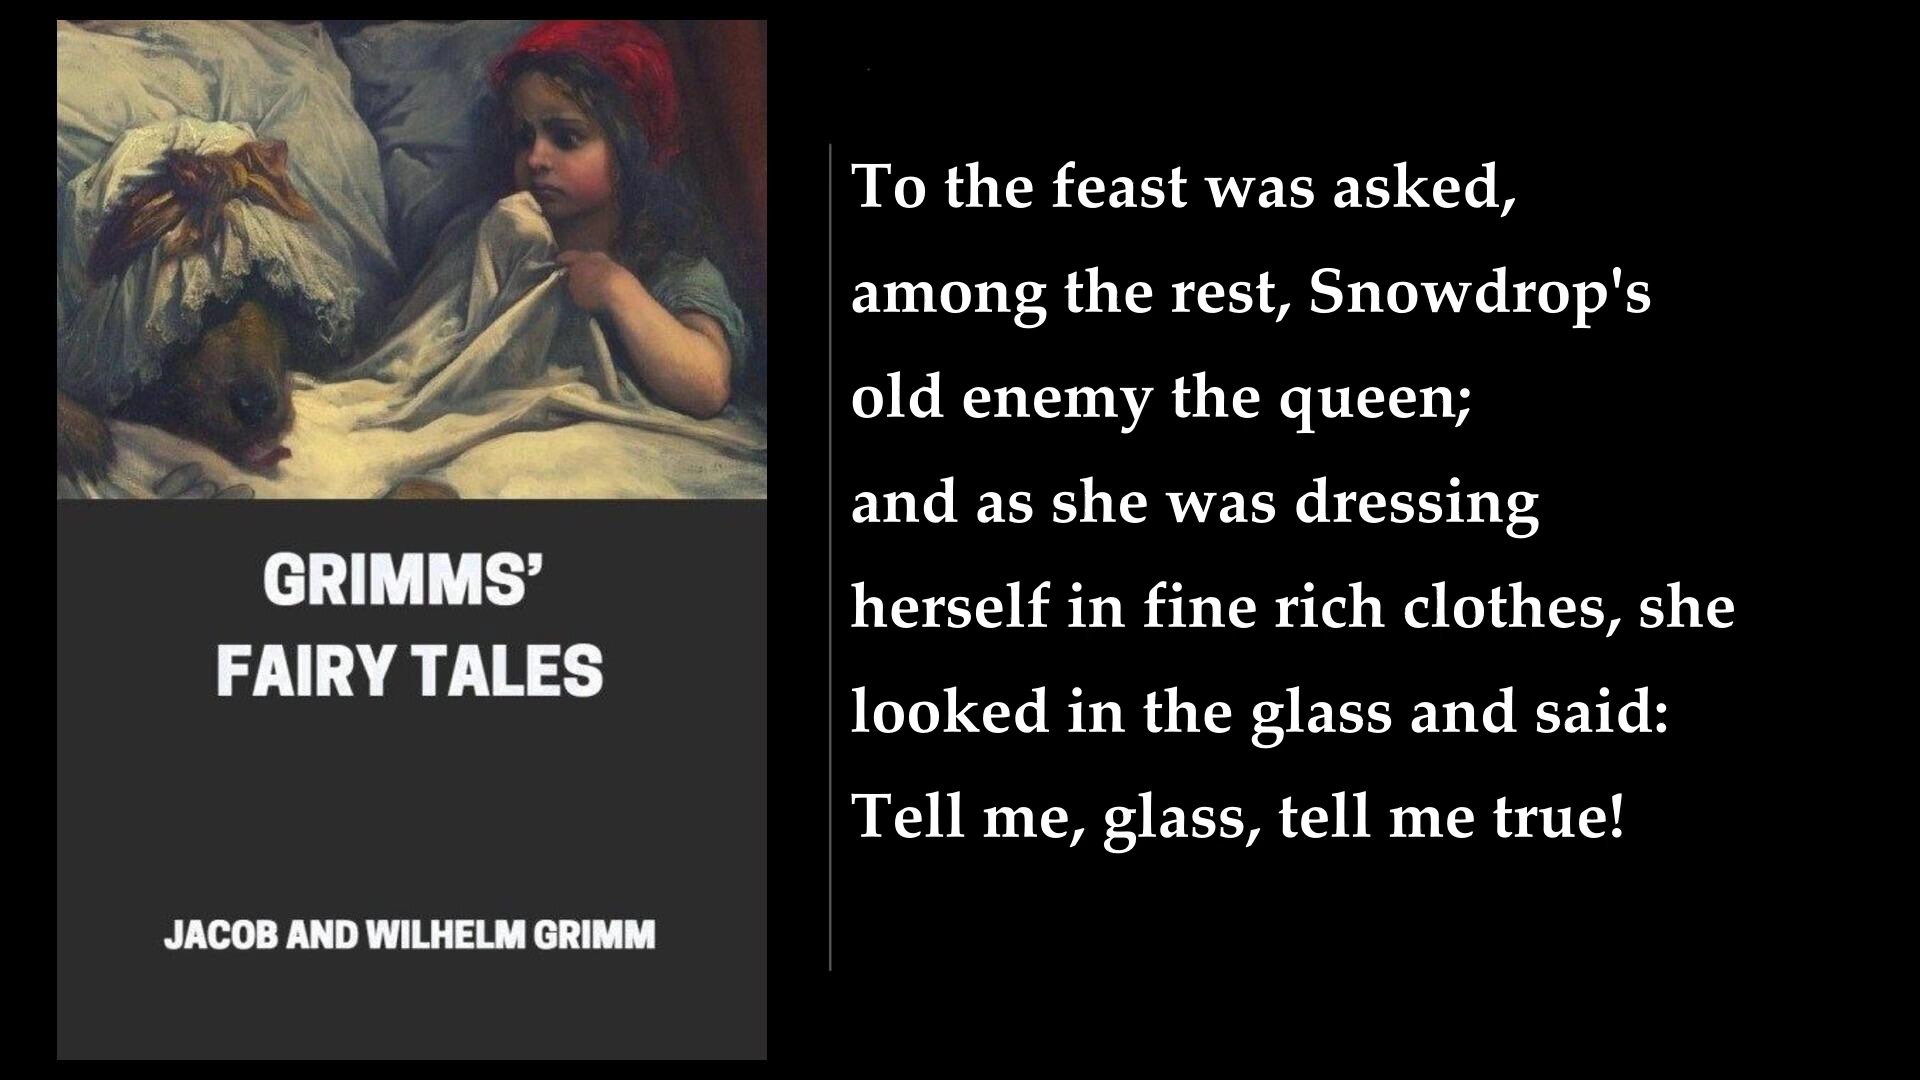 GRIMMS’
FAIRY TALES
JACOB AND WILHELM GRIMM
To the feast was asked,
among the rest, Snowdrop's
old enemy the queen;
and as she was dressing
herself in fine rich clothes, she
looked in the glass and said:
Tell me, glass, tell me true!